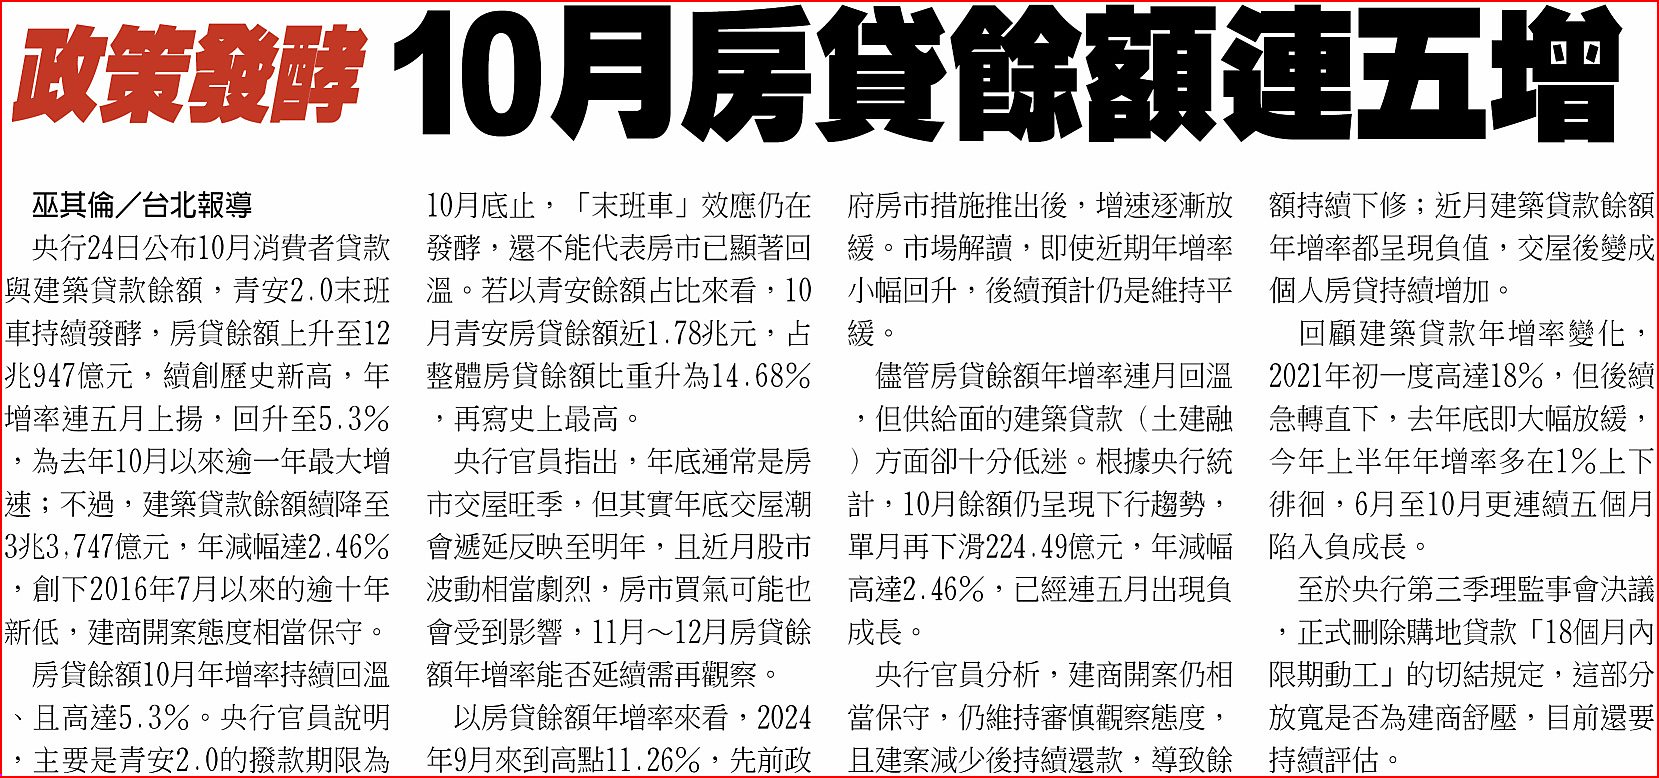 政策發酵 10月房貸餘額連五增
巫其倫／台北報導
央行24日公布10月消費者貸款
與建築貸款餘額，青安2.0末班
車持續發酵，房貸餘額上升至12
兆947億元，續創歷史新高，年
增率連五月上揚，回升至5.3%
，為去年10月以來逾一年最大增
速；不過，建築貸款餘額續降至
3兆3,747億元，年減幅達2.46%
，創下2016年7月以來的逾十年
新低，建商開案態度相當保守。
房貸餘額10月年增率持續回溫
、且高達5.3%。央行官員說明
，主要是青安2.0的撥款期限為
10月底止，「末班車」效應仍在
發酵，還不能代表房市已顯著回
溫。若以青安餘額占比來看，10
月青安房貸餘額近1.78兆元，占
整體房貸餘額比重升為14.68%
，再寫史上最高。
央行官員指出，年底通常是房
市交屋旺季，但其實年底交屋潮
會遞延反映至明年，且近月股市
波動相當劇烈，房市買氣可能也
會受到影響，11月～12月房貸餘
額年增率能否延續需再觀察。
以房貸餘額年增率來看，2024
年9月來到高點11.26%，先前政
府房市措施推出後，增速逐漸放
緩。市場解讀，即使近期年增率
小幅回升，後續預計仍是維持平
緩。
儘管房貸餘額年增率連月回溫
，但供給面的建築貸款（土建融
）方面卻十分低迷。根據央行統
計，10月餘額仍呈現下行趨勢，
單月再下滑224.49億元，年減幅
高達2.46%，已經連五月出現負
成長。
央行官員分析，建商開案仍相
當保守，仍維持審慎觀察態度，
且建案減少後持續還款，導致餘
額持續下修；近月建築貸款餘額
年增率都呈現負值，交屋後變成
個人房貸持續增加。
回顧建築貸款年增率變化，
2021年初一度高達18%，但後續
急轉直下，去年底即大幅放緩，
今年上半年年增率多在1%上下
徘徊，6月至10月更連續五個月
陷入負成長。
至於央行第三季理監事會決議
，正式刪除購地貸款「18個月內
限期動工」的切結規定，這部分
放寬是否為建商舒壓，目前還要
持續評估。